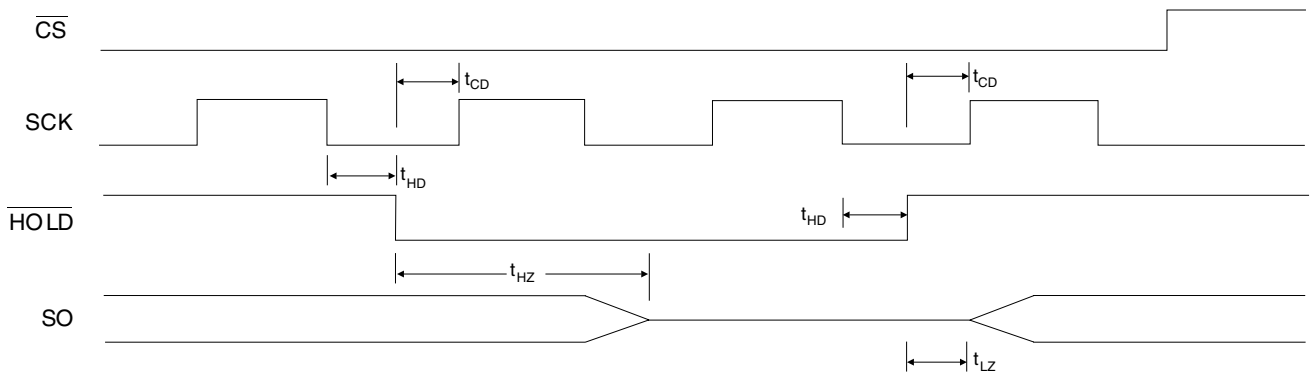 CS
t_CD t_CD
SCK
t_HD
HOLD
t_HD
t_HZ
SO
t_LZ